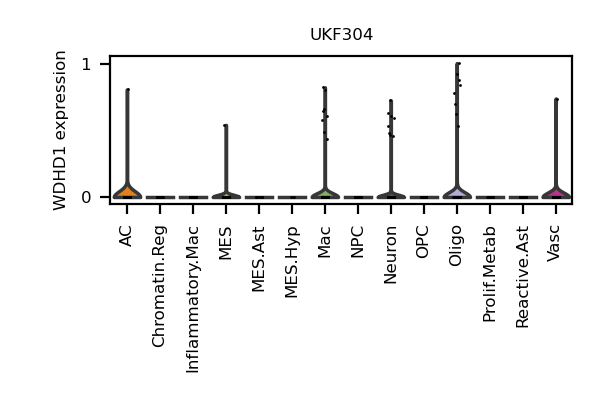 UKF304
WDHD1 expression
1
0
AC
Chromatin.Reg
Inflammatory.Mac
MES
MES.Ast
MES.Hyp
Mac
NPC
Neuron
OPC
Oligo
Prolif.Metab
Reactive.Ast
Vasc